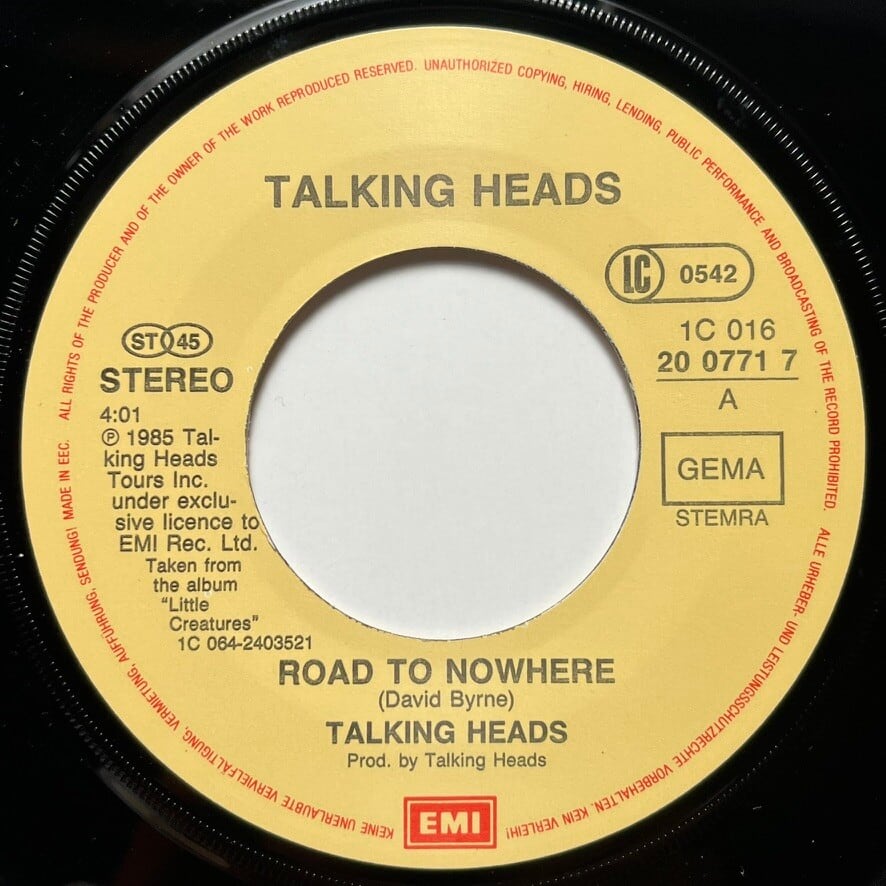 TALKING HEADS
LC 0542
1C 016
20 0771 7
A
GEMA
STEMRA
ST 45
STEREO
4:01
℗ 1985 Tal-
king Heads
Tours Inc.
under exclu-
sive licence to
EMI Rec. Ltd.
Taken from
the album
"Little
Creatures"
1C 064-2403521
ROAD TO NOWHERE
(David Byrne)
TALKING HEADS
Prod. by Talking Heads
EMI
MADE IN EEC. ALL RIGHTS OF THE PRODUCER AND OF THE OWNER OF THE WORK REPRODUCED RESERVED. UNAUTHORIZED COPYING, HIRING, LENDING, PUBLIC PERFORMANCE AND BROADCASTING OF THE RECORD PROHIBITED. ALLE URHEBER- UND LEISTUNGSSCHUTZRECHTE VORBEHALTEN. KEIN VERLEIH! KEINE UNERLAUBTE VERVIELFÄLTIGUNG, VERMIETUNG, AUFFÜHRUNG, SENDUNG!